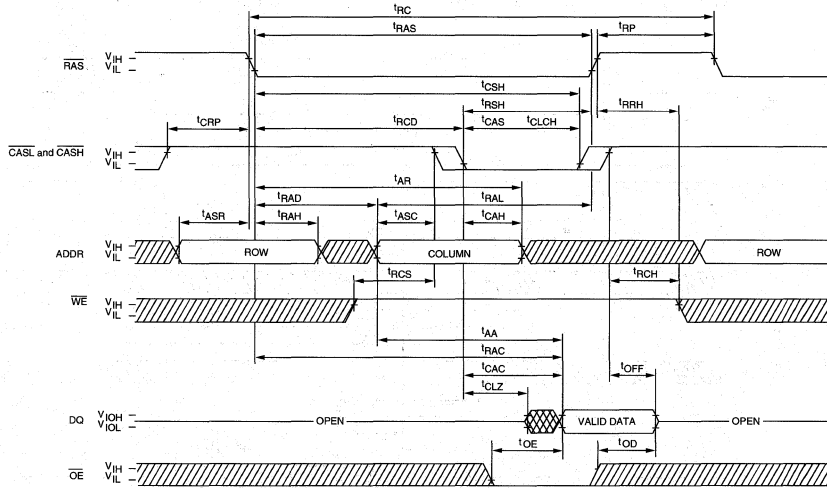 tRC
tRAS
tRP
RAS VIH
VIL
tCSH
tRSH
tRRH
tCRP
tRCD
tCAS
tCLCH
CASL and CASH VIH
VIL
tAR
tRAD
tRAL
tASR
tRAH
tASC
tCAH
ADDR VIH
VIL
ROW
COLUMN
ROW
tRCS
tRCH
WE VIH
VIL
tAA
tRAC
tCAC
tOFF
tCLZ
DQ VIOH
VIOL
OPEN
VALID DATA
OPEN
tOE
tOD
OE VIH
VIL